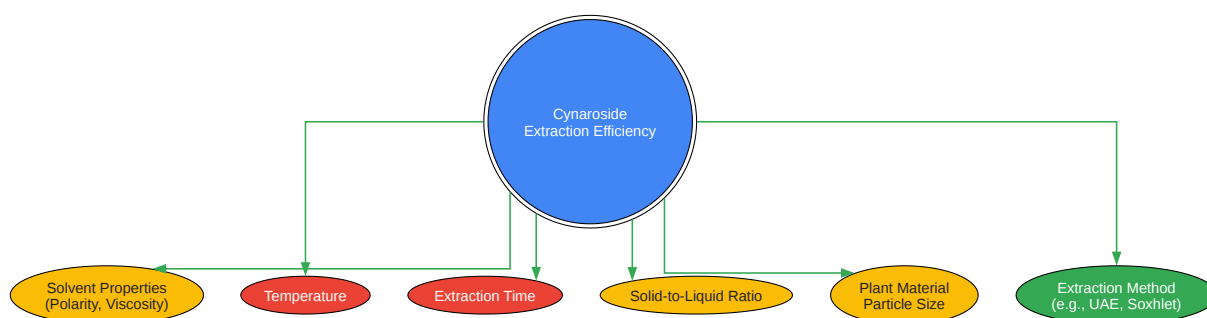 Cynaroside
Extraction Efficiency
Solvent Properties
(Polarity, Viscosity)
Temperature
Extraction Time
Solid-to-Liquid Ratio
Plant Material
Particle Size
Extraction Method
(e.g., UAE, Soxhlet)